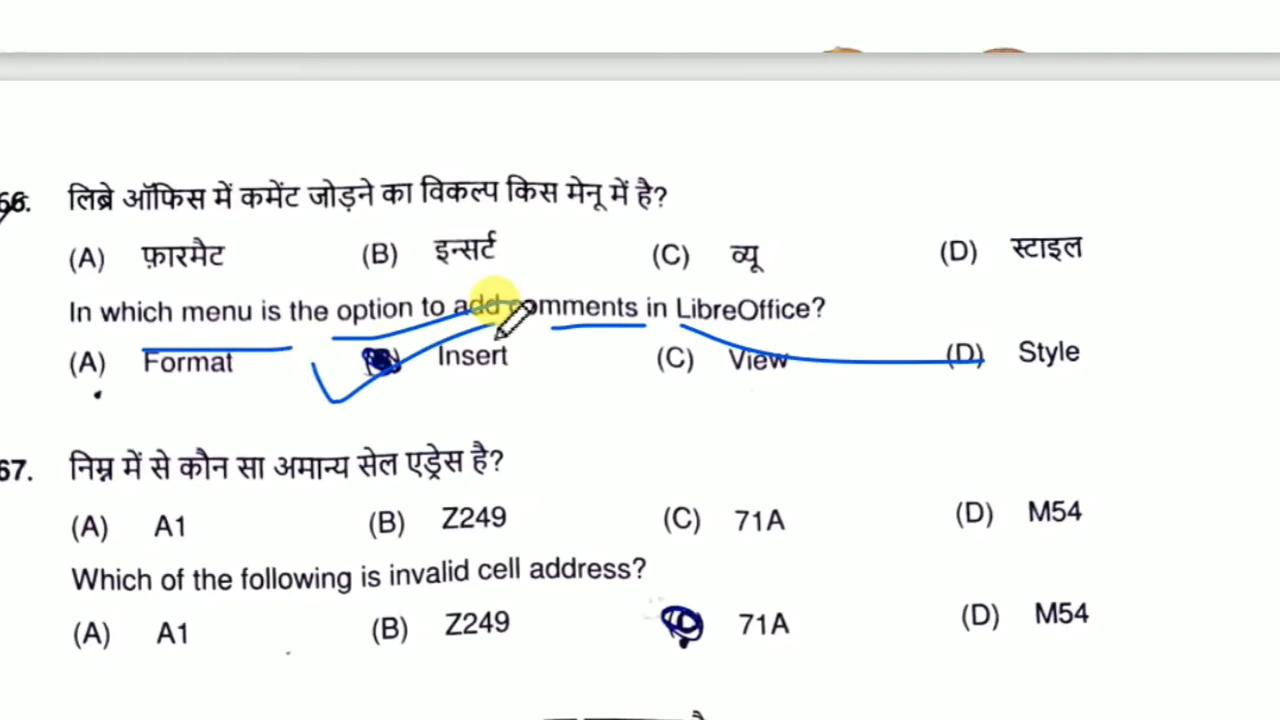 66. लिब्रे ऑफिस में कमेंट जोड़ने का विकल्प किस मेनू में है?
(A) फ़ारमैट (B) इन्सर्ट (C) व्यू (D) स्टाइल
In which menu is the option to add comments in LibreOffice?
(A) Format Insert (C) View (D) Style
67. निम्न में से कौन सा अमान्य सेल एड्रेस है?
(A) A1 (B) Z249 (C) 71A (D) M54
Which of the following is invalid cell address?
(A) A1 (B) Z249 71A (D) M54